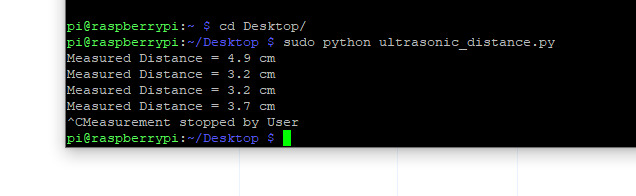 pi@raspberrypi:~ $ cd Desktop/
pi@raspberrypi:~/Desktop $ sudo python ultrasonic_distance.py
Measured Distance = 4.9 cm
Measured Distance = 3.2 cm
Measured Distance = 3.2 cm
Measured Distance = 3.7 cm
^CMeasurement stopped by User
pi@raspberrypi:~/Desktop $